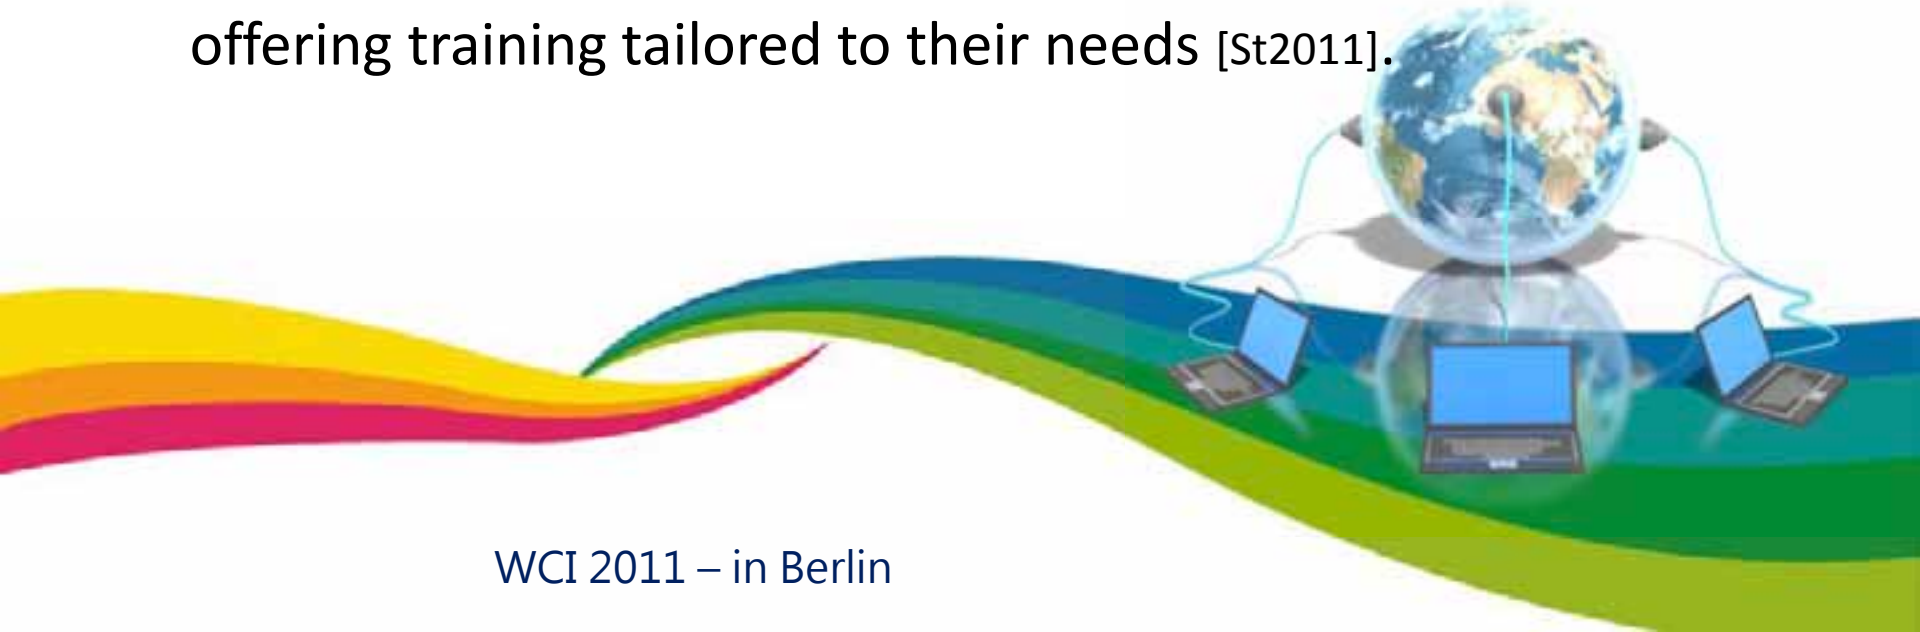 offering training tailored to their needs [St2011].
WCI 2011 – in Berlin